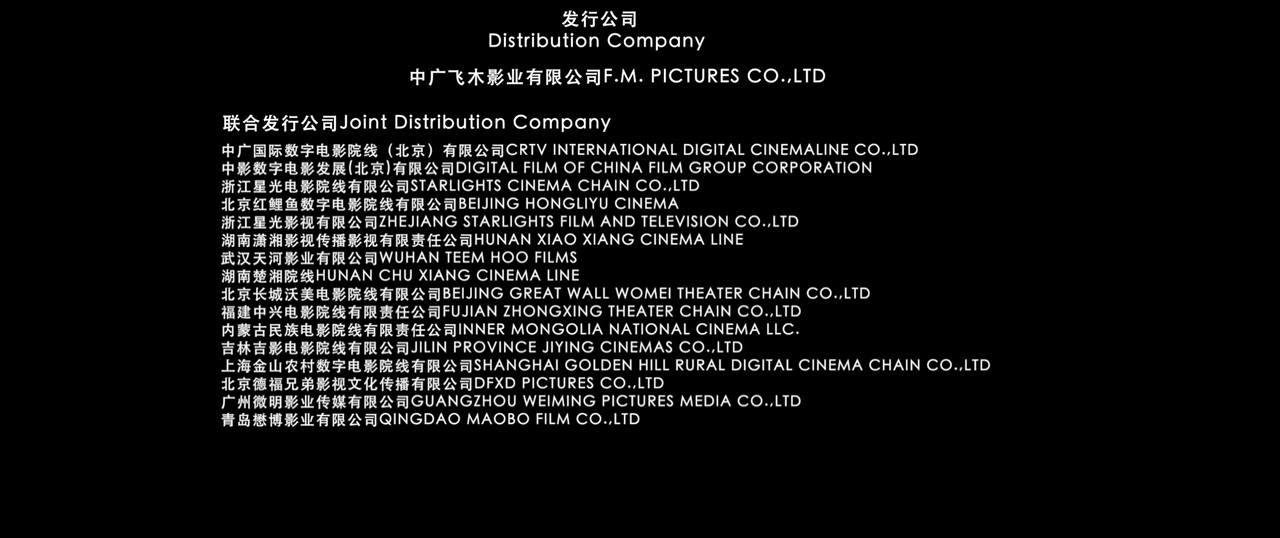 发行公司
Distribution Company
中广飞木影业有限公司F.M. PICTURES CO.,LTD
联合发行公司Joint Distribution Company
中广国际数字电影院线（北京）有限公司CRTV INTERNATIONAL DIGITAL CINEMALINE CO.,LTD
中影数字电影发展(北京)有限公司DIGITAL FILM OF CHINA FILM GROUP CORPORATION
浙江星光电影院线有限公司STARLIGHTS CINEMA CHAIN CO.,LTD
北京红鲤鱼数字电影院线有限公司BEIJING HONGLIYU CINEMA
浙江星光影视有限公司ZHEJIANG STARLIGHTS FILM AND TELEVISION CO.,LTD
湖南潇湘影视传播影视有限责任公司HUNAN XIAO XIANG CINEMA LINE
武汉天河影业有限公司WUHAN TEEM HOO FILMS
湖南楚湘院线HUNAN CHU XIANG CINEMA LINE
北京长城沃美电影院线有限公司BEIJING GREAT WALL WOMEI THEATER CHAIN CO.,LTD
福建中兴电影院线有限责任公司FUJIAN ZHONGXING THEATER CHAIN CO.,LTD
内蒙古民族电影院线有限责任公司INNER MONGOLIA NATIONAL CINEMA LLC.
吉林吉影电影院线有限公司JILIN PROVINCE JIYING CINEMAS CO.,LTD
上海金山农村数字电影院线有限公司SHANGHAI GOLDEN HILL RURAL DIGITAL CINEMA CHAIN CO.,LTD
北京德福兄弟影视文化传播有限公司DFXD PICTURES CO.,LTD
广州微明影业传媒有限公司GUANGZHOU WEIMING PICTURES MEDIA CO.,LTD
青岛懋博影业有限公司QINGDAO MAOBO FILM CO.,LTD